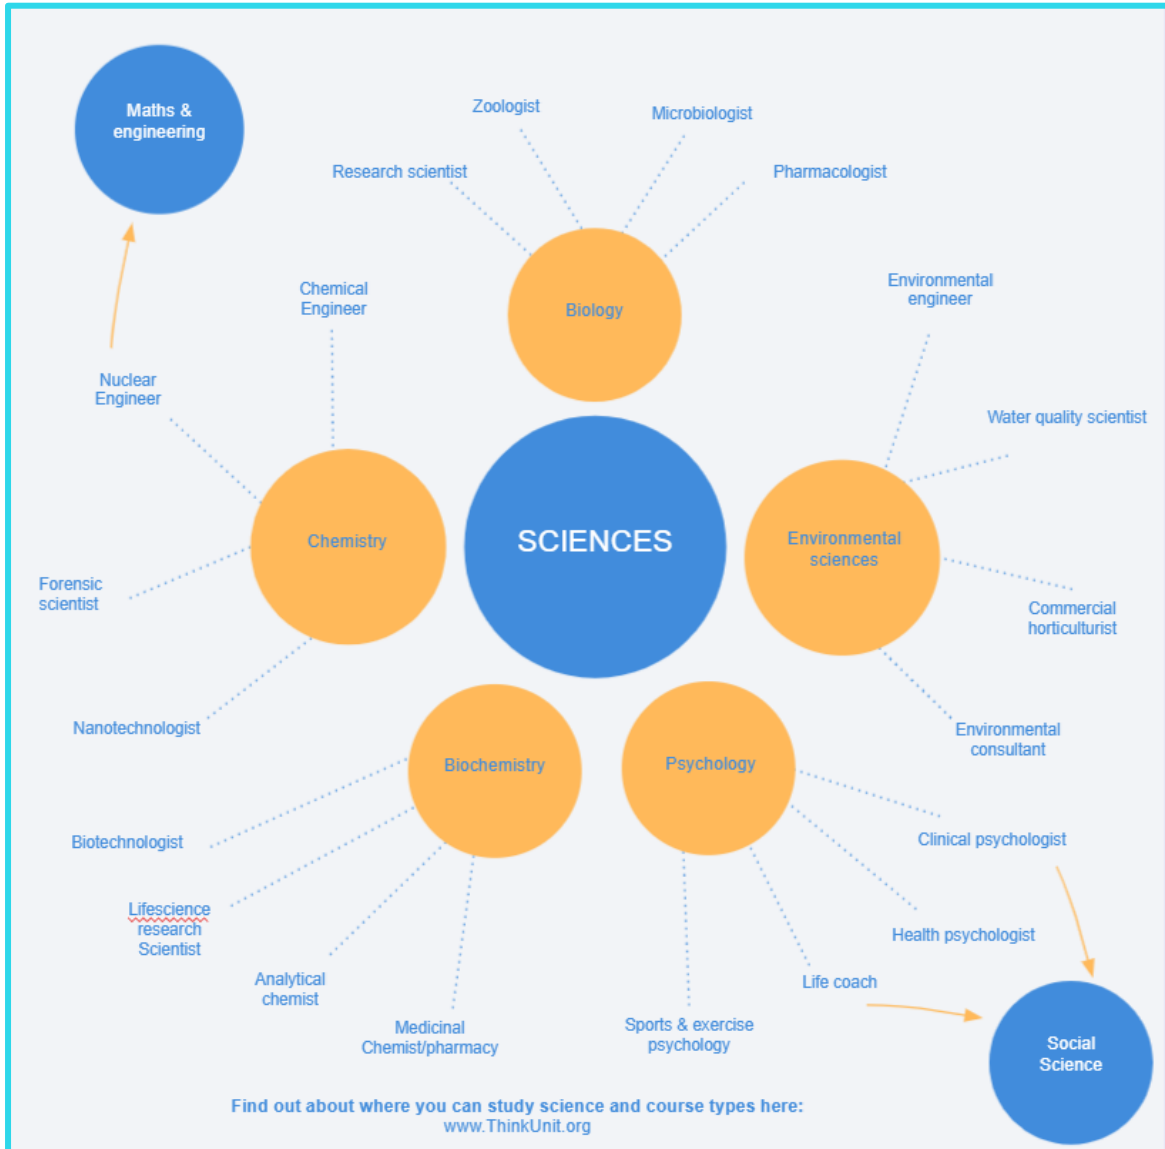 Maths &
engineering
Zoologist
Microbiologist
Research scientist
Pharmacologist
Chemical
Engineer
Biology
Environmental
engineer
Nuclear
Engineer
Water quality scientist
Chemistry
SCIENCES
Environmental
sciences
Forensic
scientist
Commercial
horticulturist
Nanotechnologist
Environmental
consultant
Biochemistry
Psychology
Biotechnologist
Clinical psychologist
Lifescience
research
Scientist
Health psychologist
Analytical
chemist
Life coach
Medicinal
Chemist/pharmacy
Sports & exercise
psychology
Social
Science
Find out about where you can study science and course types here:
www.ThinkUnit.org